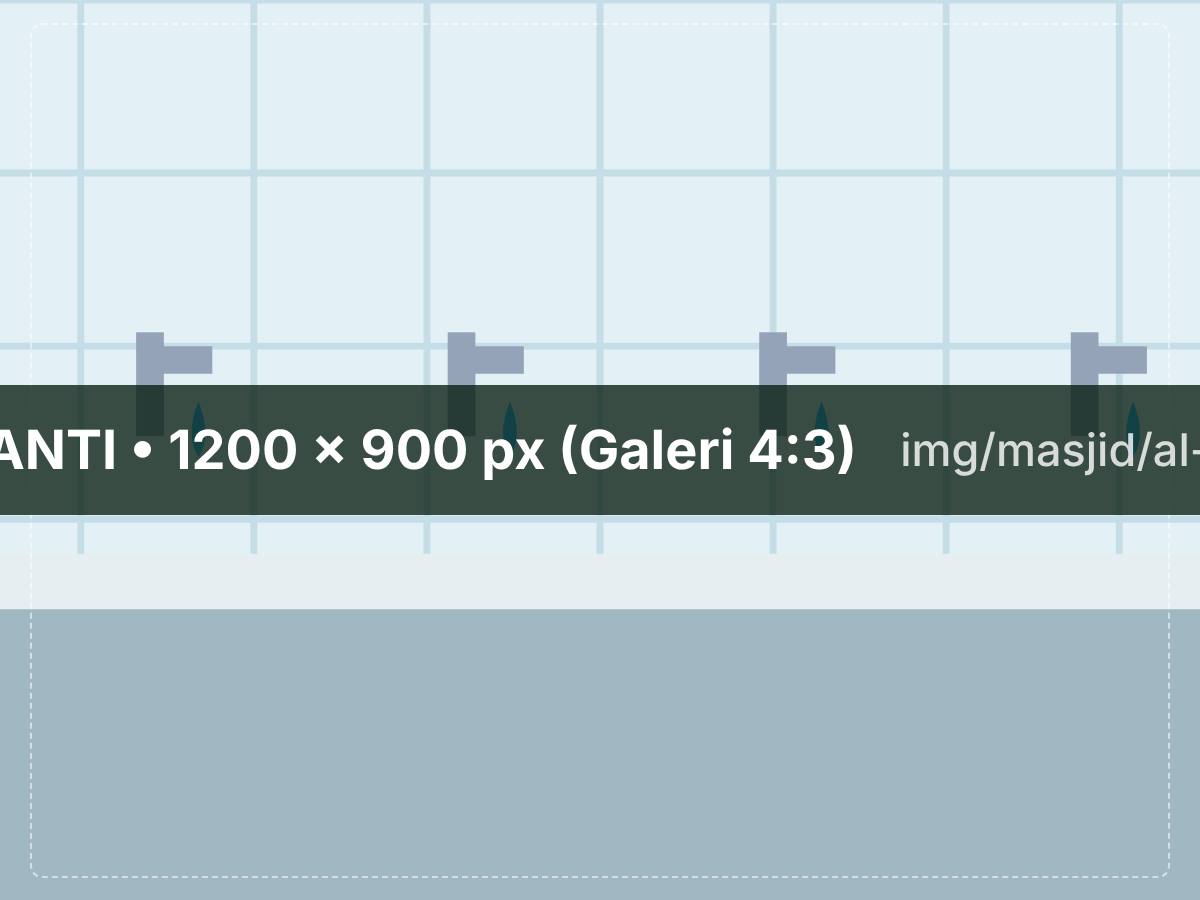 ANTI • 1200 × 900 px (Galeri 4:3) img/masjid/al-